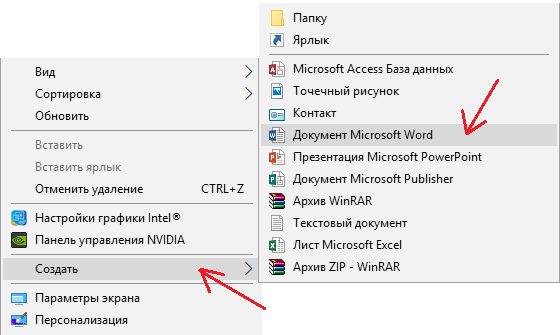 Вид
Сортировка
Обновить
Вставить
Вставить ярлык
Отменить удаление CTRL+Z
Настройки графики Intel®
Панель управления NVIDIA
Создать
Параметры экрана
Персонализация
Папку
Ярлык
Microsoft Access База данных
Точечный рисунок
Контакт
Документ Microsoft Word
Презентация Microsoft PowerPoint
Документ Microsoft Publisher
Архив WinRAR
Текстовый документ
Лист Microsoft Excel
Архив ZIP - WinRAR